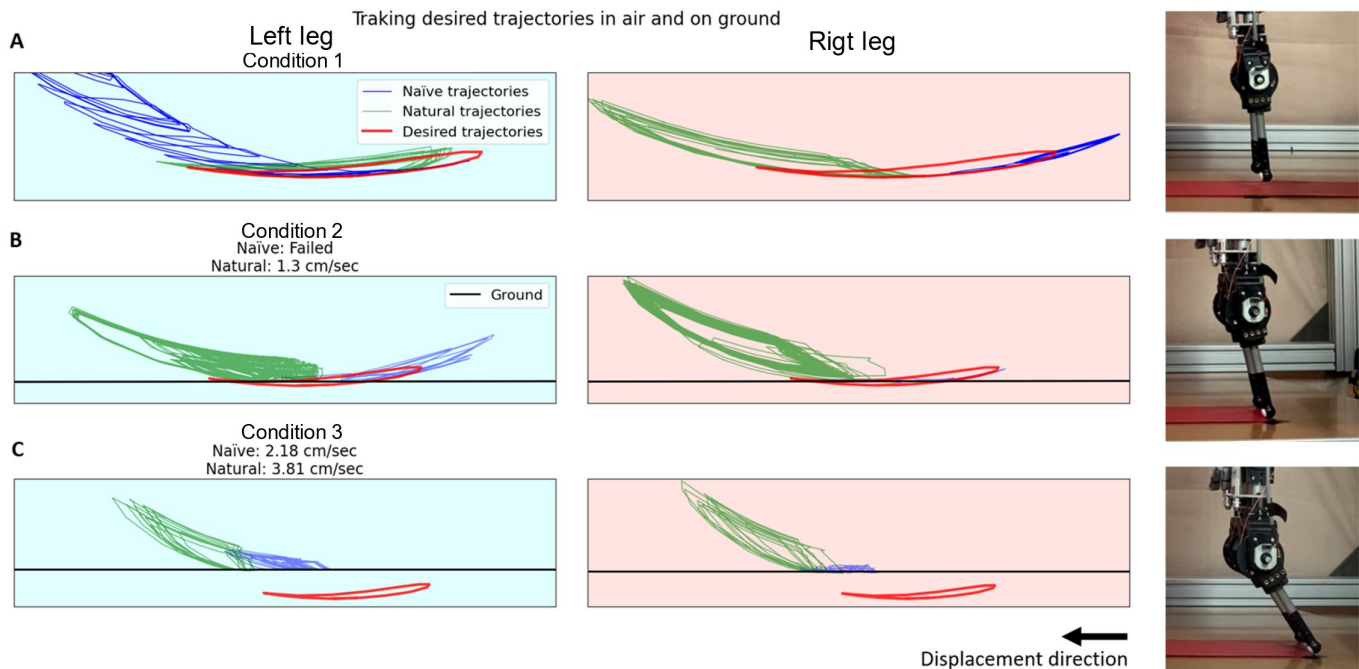 Traking desired trajectories in air and on ground
A
Left leg
Rigt leg
Condition 1
Naïve trajectories
Natural trajectories
Desired trajectories
B
Condition 2
Naïve: Failed
Natural: 1.3 cm/sec
Ground
C
Condition 3
Naïve: 2.18 cm/sec
Natural: 3.81 cm/sec
Displacement direction